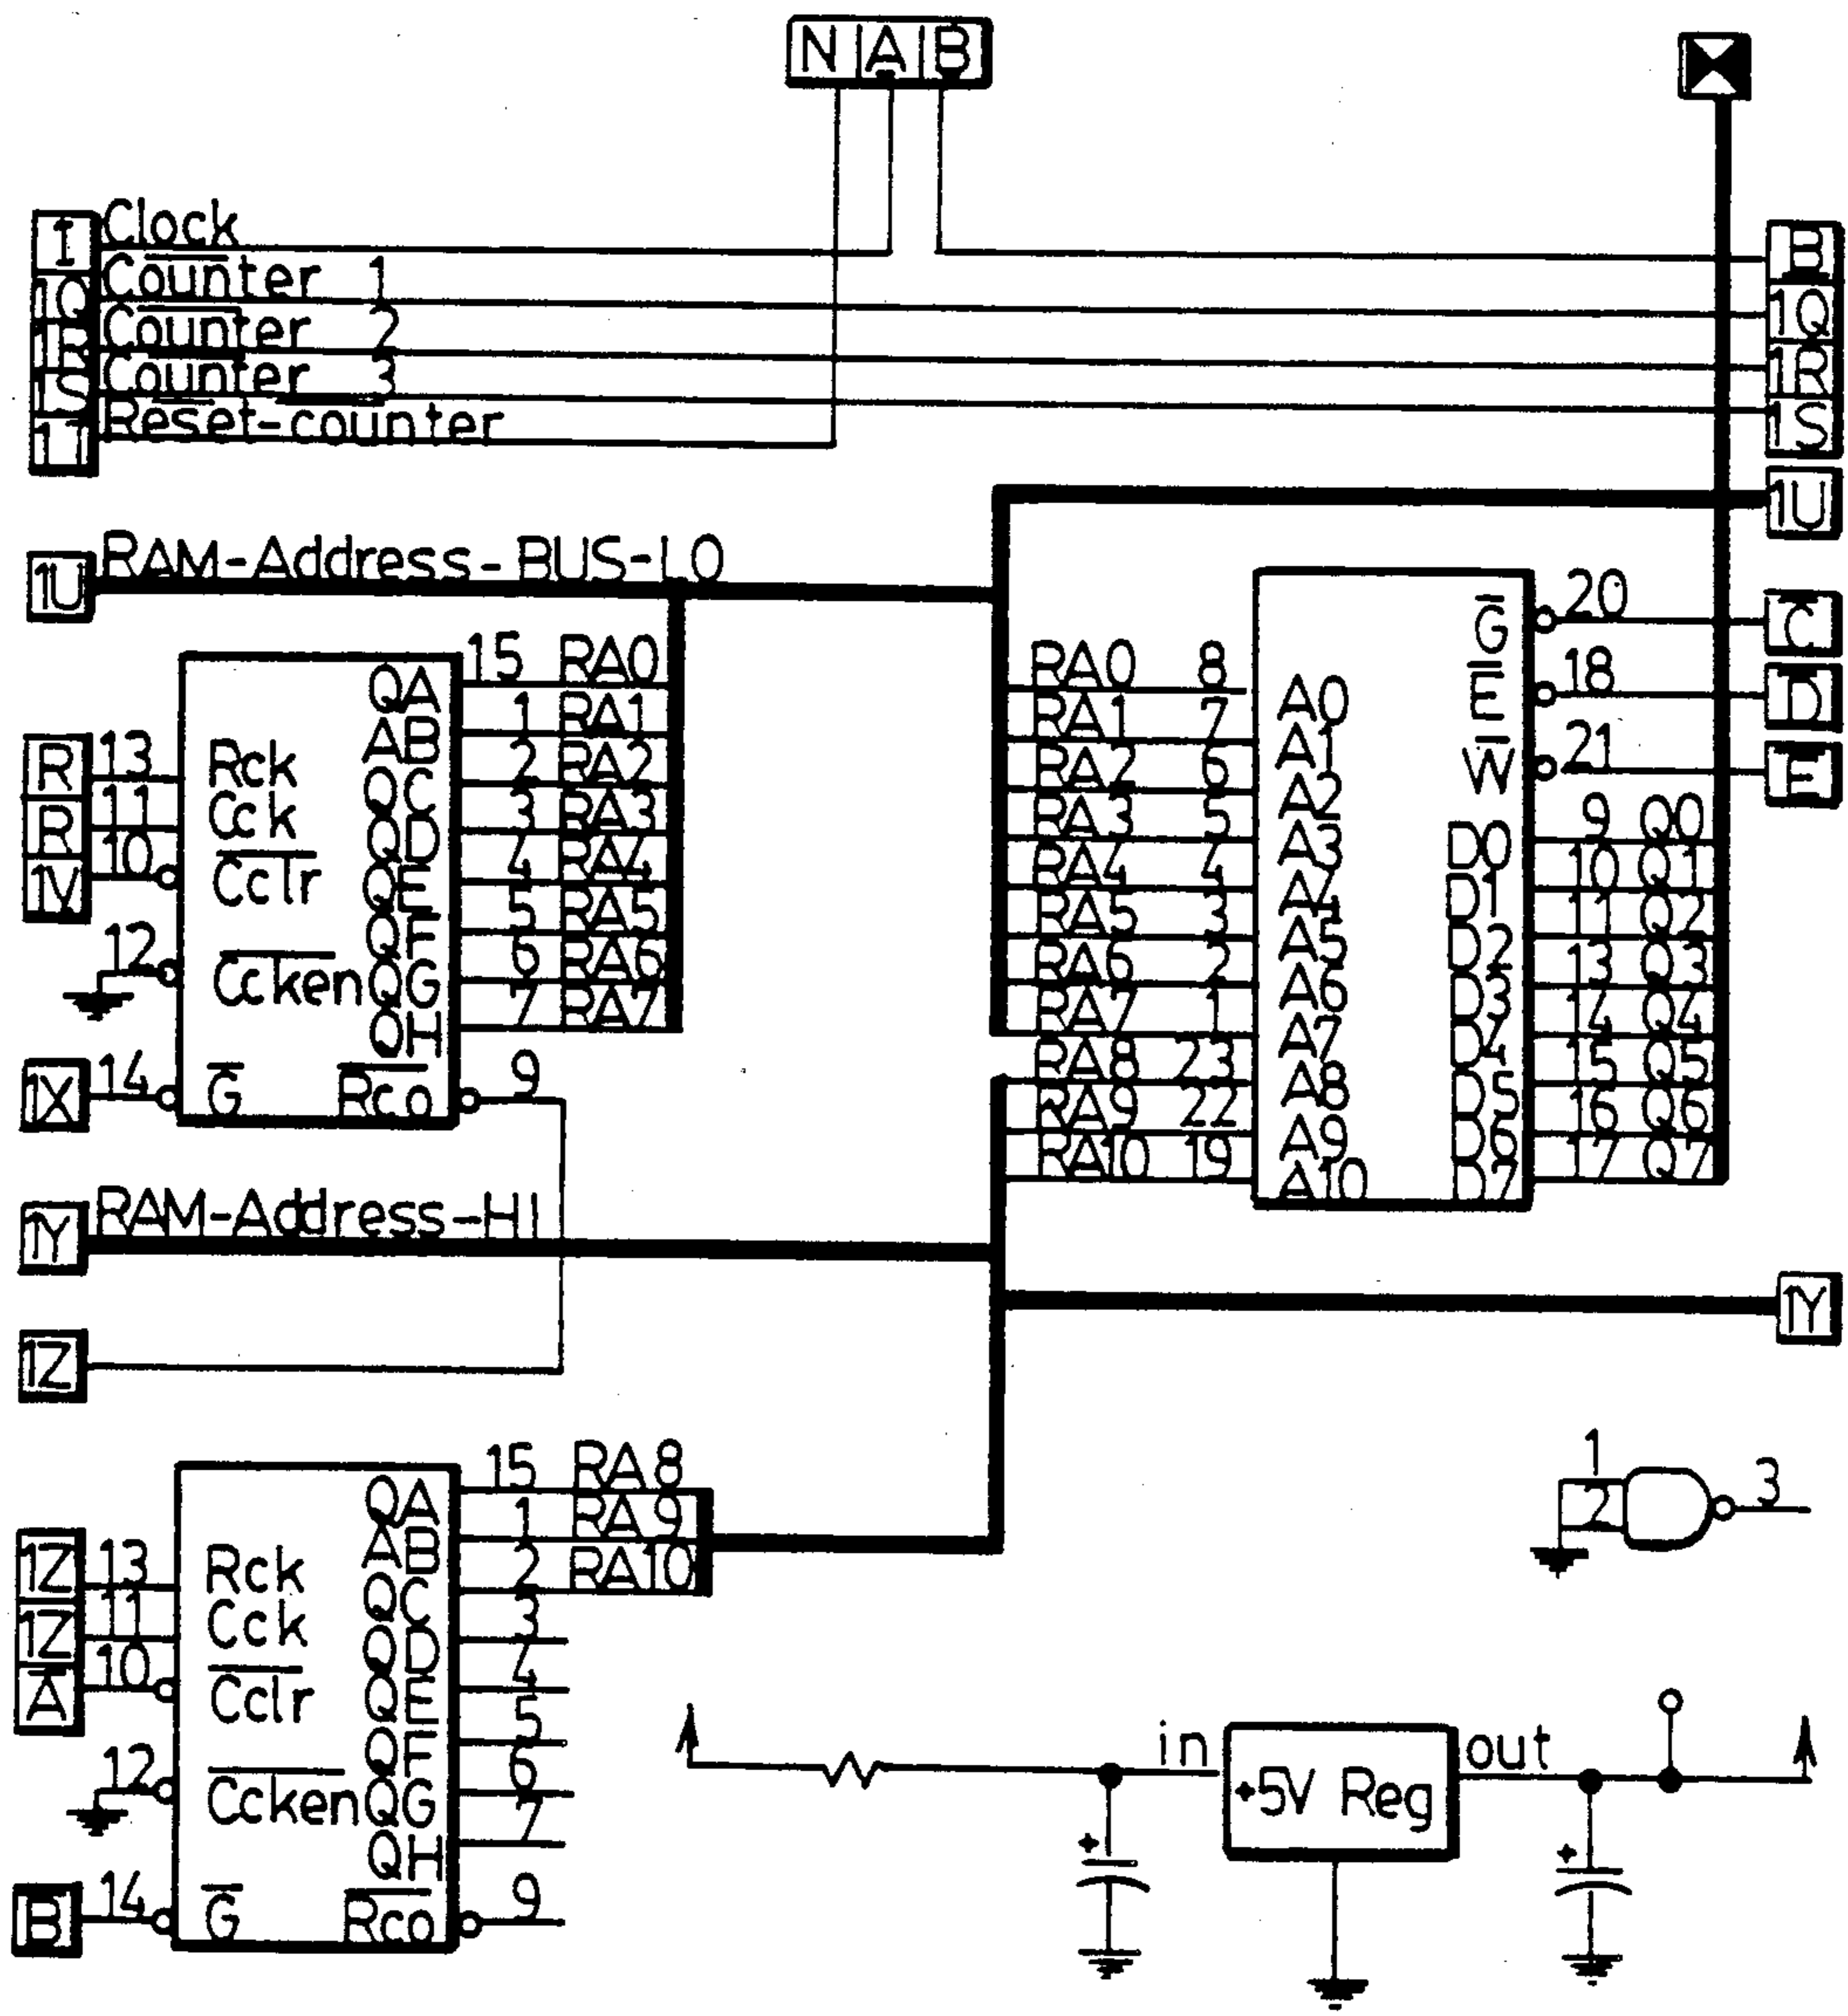 N A B
I Clock B
1Q Counter 1 1Q
1R Counter 2 1R
1S Counter 3 1S
1T Reset-counter
1U
1U RAM-Address-BUS-LO
G 20 C
E 18 D
W 21 E
QA 15 RA0
AB 1 RA1
QC 2 RA2
QD 3 RA3
QE 4 RA4
QF 5 RA5
QG 6 RA6
QH 7 RA7
R 13 Rck
R 11 Cck
1V 10 Cclr
12 Ccken
1X 14 G Rco 9
RA0 8 A0
RA1 7 A1
RA2 6 A2
RA3 5 A3
RA4 4 A4
RA5 3 A5
RA6 2 A6
RA7 1 A7
RA8 23 A8
RA9 22 A9
RA10 19 A10
D0 9 Q0
D1 10 Q1
D2 11 Q2
D3 13 Q3
D4 14 Q4
D5 15 Q5
D6 16 Q6
D7 17 Q7
1Y RAM-Address-HI
1Y
1Z
QA 15 RA8
AB 1 RA9
QC 2 RA10
QD 3
QE 4
QF 5
QG 6
QH 7
1Z 13 Rck
1Z 11 Cck
A 10 Cclr
12 Ccken
B 14 G Rco 9
1
2 3
in +5V Reg out
+ +